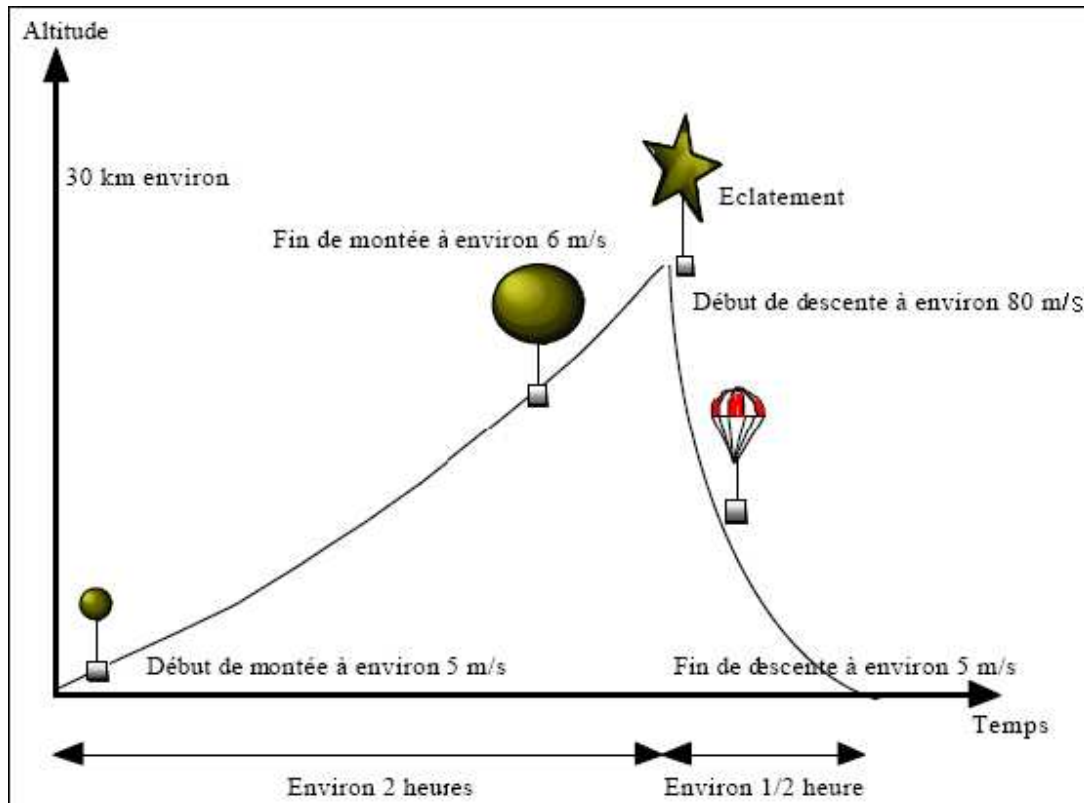 Altitude
30 km environ
Eclatement
Fin de montée à environ 6 m/s
Début de descente à environ 80 m/s
Début de montée à environ 5 m/s
Fin de descente à environ 5 m/s
Temps
Environ 2 heures
Environ 1/2 heure